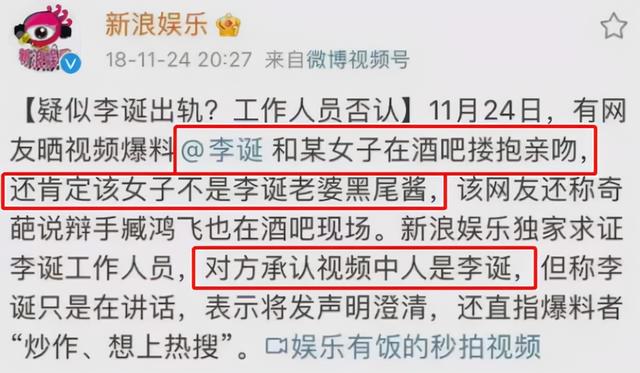 新浪娱乐
18-11-24 20:27 来自微博视频号
【疑似李诞出轨？工作人员否认】11月24日，有网
友晒视频爆料@李诞 和某女子在酒吧搂抱亲吻，
还肯定该女子不是李诞老婆黑尾酱，该网友还称奇
葩说辩手臧鸿飞也在酒吧现场。新浪娱乐独家求证
李诞工作人员，对方承认视频中人是李诞，但称李
诞只是在讲话，表示将发声明澄清，还直指爆料者
“炒作、想上热搜”。娱乐有饭的秒拍视频